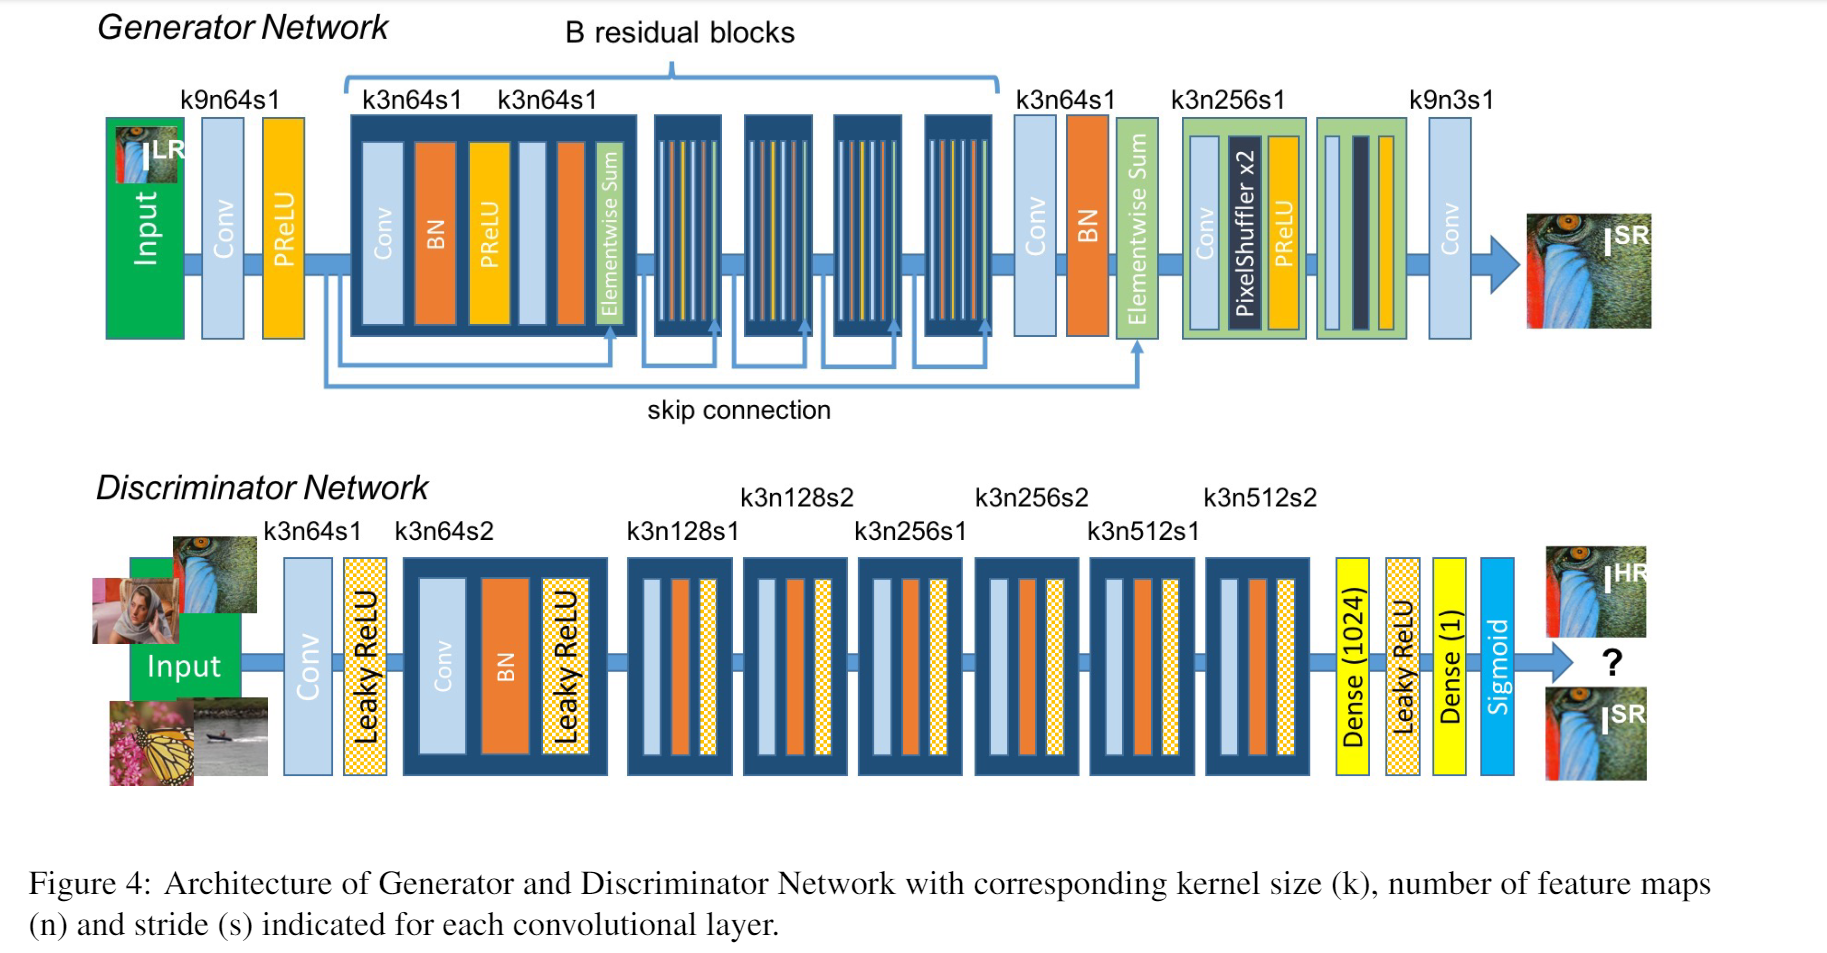 Generator Network
B residual blocks
k9n64s1
k3n64s1
k3n64s1
k3n64s1
k3n256s1
k9n3s1
Input
I^LR
Conv
PReLU
Conv
BN
PReLU
Elementwise Sum
Conv
BN
Elementwise Sum
Conv
PixelShuffler x2
PReLU
Conv
I^SR
skip connection
Discriminator Network
k3n64s1
k3n64s2
k3n128s1
k3n128s2
k3n256s1
k3n256s2
k3n512s1
k3n512s2
Input
Conv
Leaky ReLU
Conv
BN
Leaky ReLU
Dense (1024)
Leaky ReLU
Dense (1)
Sigmoid
I^HR
?
I^SR
Figure 4: Architecture of Generator and Discriminator Network with corresponding kernel size (k), number of feature maps
(n) and stride (s) indicated for each convolutional layer.